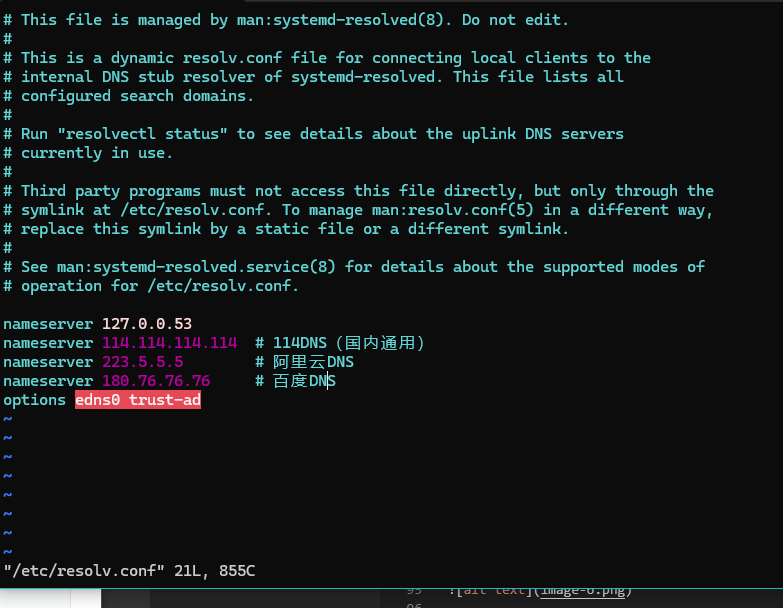 # This file is managed by man:systemd-resolved(8). Do not edit.
#
# This is a dynamic resolv.conf file for connecting local clients to the
# internal DNS stub resolver of systemd-resolved. This file lists all
# configured search domains.
#
# Run "resolvectl status" to see details about the uplink DNS servers
# currently in use.
#
# Third party programs must not access this file directly, but only through the
# symlink at /etc/resolv.conf. To manage man:resolv.conf(5) in a different way,
# replace this symlink by a static file or a different symlink.
#
# See man:systemd-resolved.service(8) for details about the supported modes of
# operation for /etc/resolv.conf.
nameserver 127.0.0.53
nameserver 114.114.114.114  # 114DNS（国内通用）
nameserver 223.5.5.5        # 阿里云DNS
nameserver 180.76.76.76     # 百度DNS
options edns0 trust-ad
~
~
~
~
~
~
~
~
"/etc/resolv.conf" 21L, 855C
95 ![alt text](image-6.png)